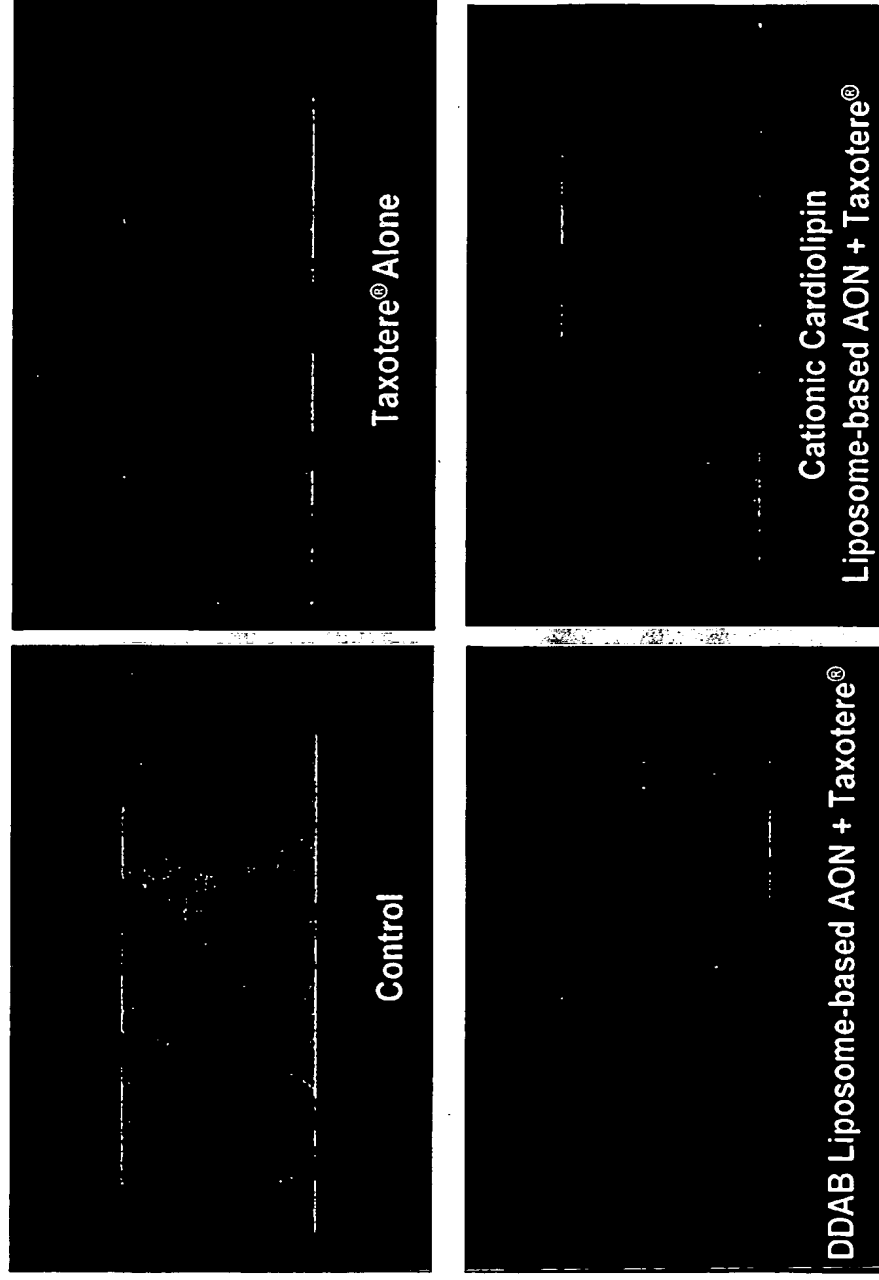 Control
Taxotere® Alone
DDAB Liposome-based AON + Taxotere®
Cationic Cardiolipin
Liposome-based AON + Taxotere®